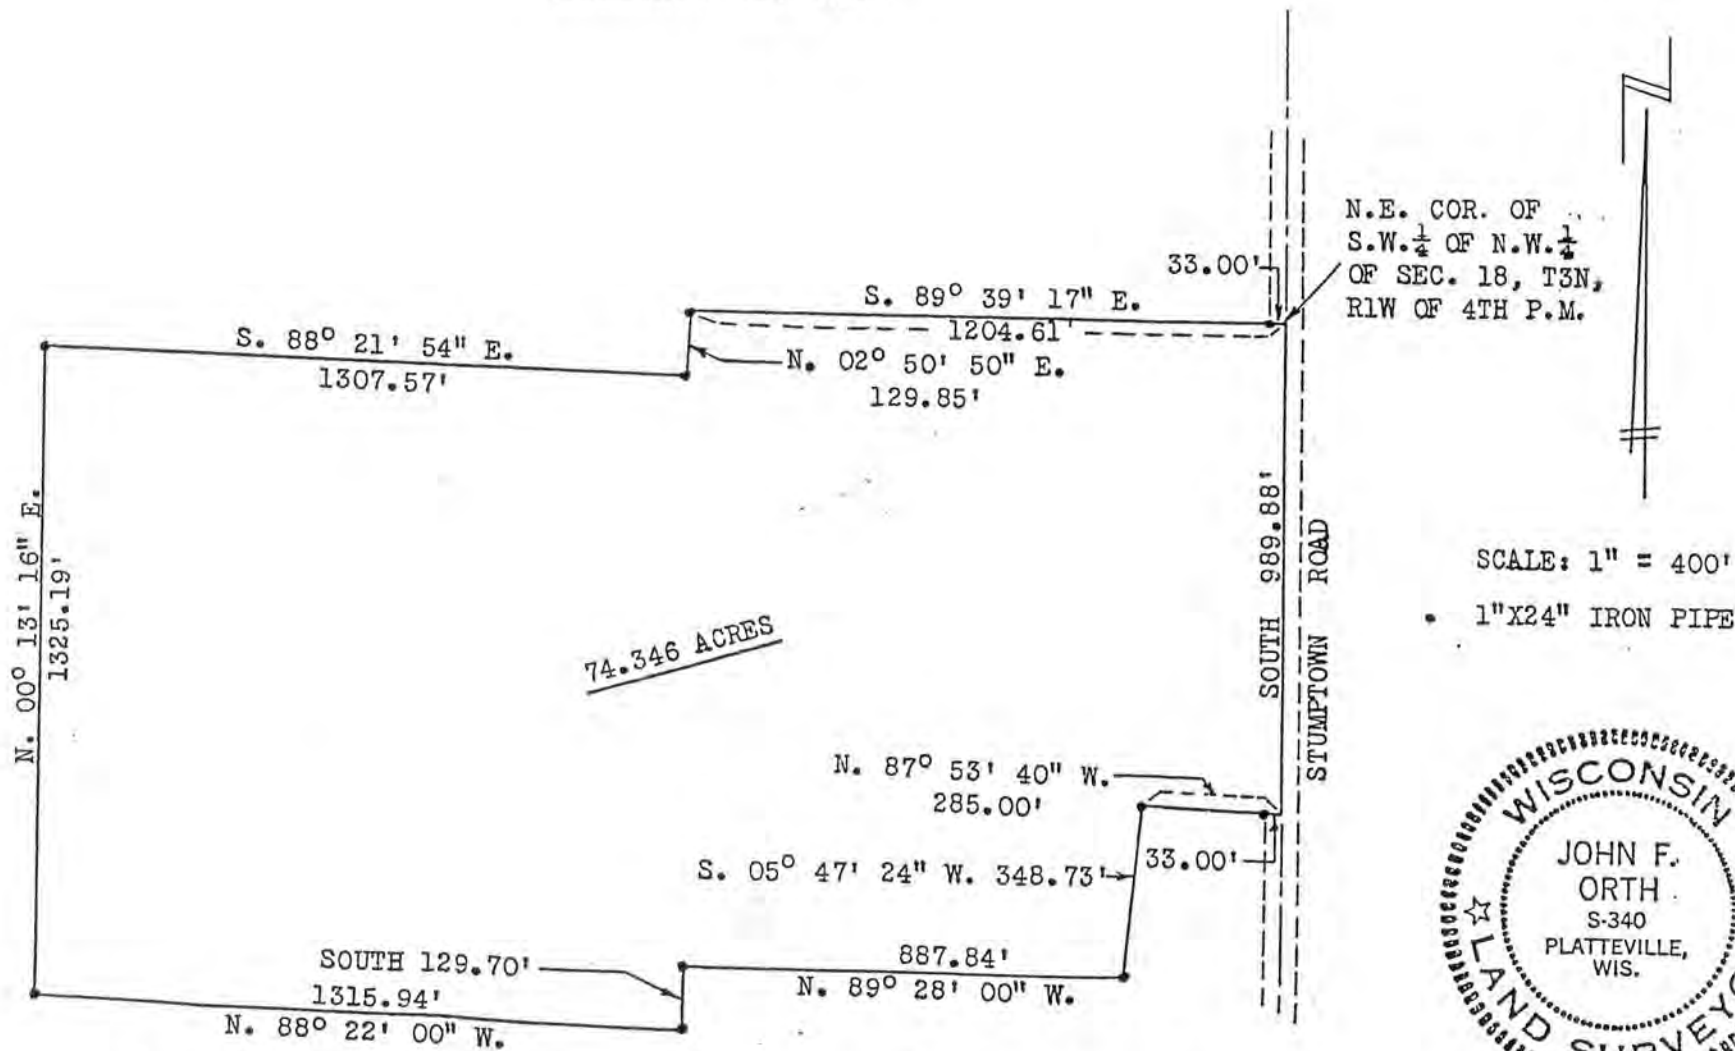 N.E. COR. OF
S.W.¼ OF N.W.¼
OF SEC. 18, T3N,
R1W OF 4TH P.M.
33.00'
S. 89° 39' 17" E.
1204.61'
S. 88° 21' 54" E.
1307.57'
N. 02° 50' 50" E.
129.85'
N. 00° 13' 16" E.
1325.19'
SOUTH 989.88'
STUMPTOWN ROAD
SCALE: 1" = 400'
1"X24" IRON PIPE
74.346 ACRES
N. 87° 53' 40" W.
285.00'
S. 05° 47' 24" W. 348.73'
33.00'
SOUTH 129.70'
1315.94'
N. 88° 22' 00" W.
887.84'
N. 89° 28' 00" W.
WISCONSIN
JOHN F.
ORTH
S-340
PLATTEVILLE,
WIS.
☆ LAND